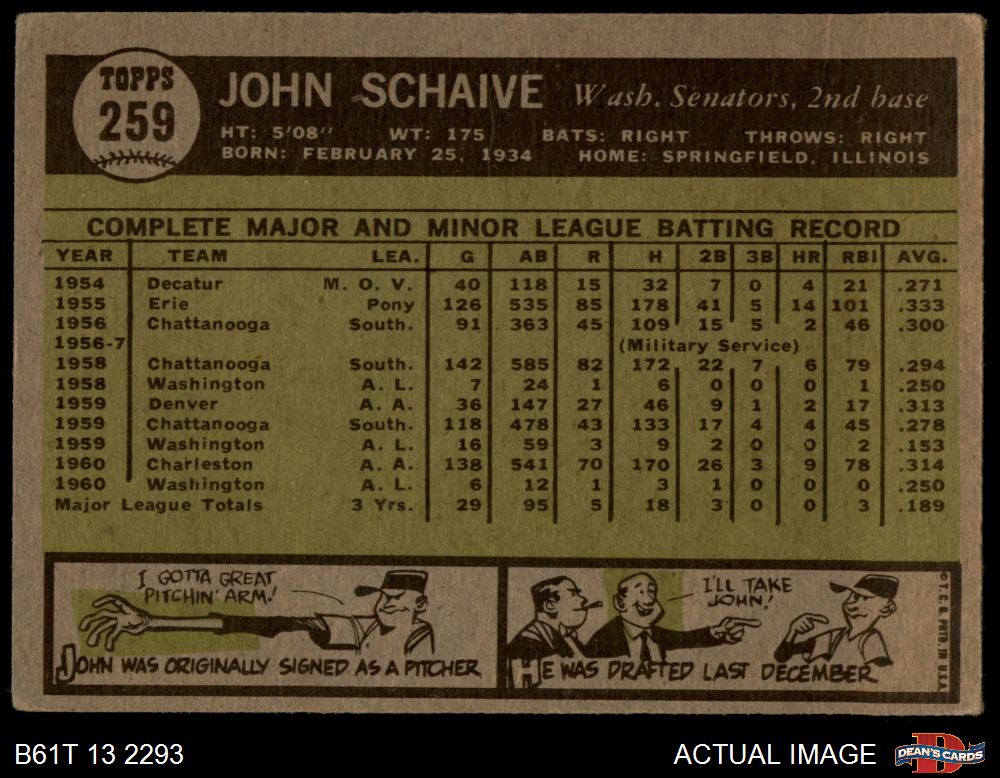 TOPPS
259
JOHN SCHAIVE Wash. Senators, 2nd base
HT: 5'08" WT: 175 BATS: RIGHT THROWS: RIGHT
BORN: FEBRUARY 25, 1934 HOME: SPRINGFIELD, ILLINOIS
COMPLETE MAJOR AND MINOR LEAGUE BATTING RECORD
YEAR TEAM LEA. G AB R H 2B 3B HR RBI AVG.
1954 Decatur M. O. V. 40 118 15 32 7 0 4 21 .271
1955 Erie Pony 126 535 85 178 41 5 14 101 .333
1956 Chattanooga South. 91 363 45 109 15 5 2 46 .300
1956-7 (Military Service)
1958 Chattanooga South. 142 585 82 172 22 7 6 79 .294
1958 Washington A. L. 7 24 1 6 0 0 0 1 .250
1959 Denver A. A. 36 147 27 46 9 1 2 17 .313
1959 Chattanooga South. 118 478 43 133 17 4 4 45 .278
1959 Washington A. L. 16 59 3 9 2 0 0 2 .153
1960 Charleston A. A. 138 541 70 170 26 3 9 78 .314
1960 Washington A. L. 6 12 1 3 1 0 0 0 .250
Major League Totals 3 Yrs. 29 95 5 18 3 0 0 3 .189
I GOTTA GREAT
PITCHIN' ARM!
JOHN WAS ORIGINALLY SIGNED AS A PITCHER
I'LL TAKE
JOHN!
HE WAS DRAFTED LAST DECEMBER
© T.C.G. PRTD. IN U.S.A.
B61T 13 2293 ACTUAL IMAGE
DEAN'S CARDS